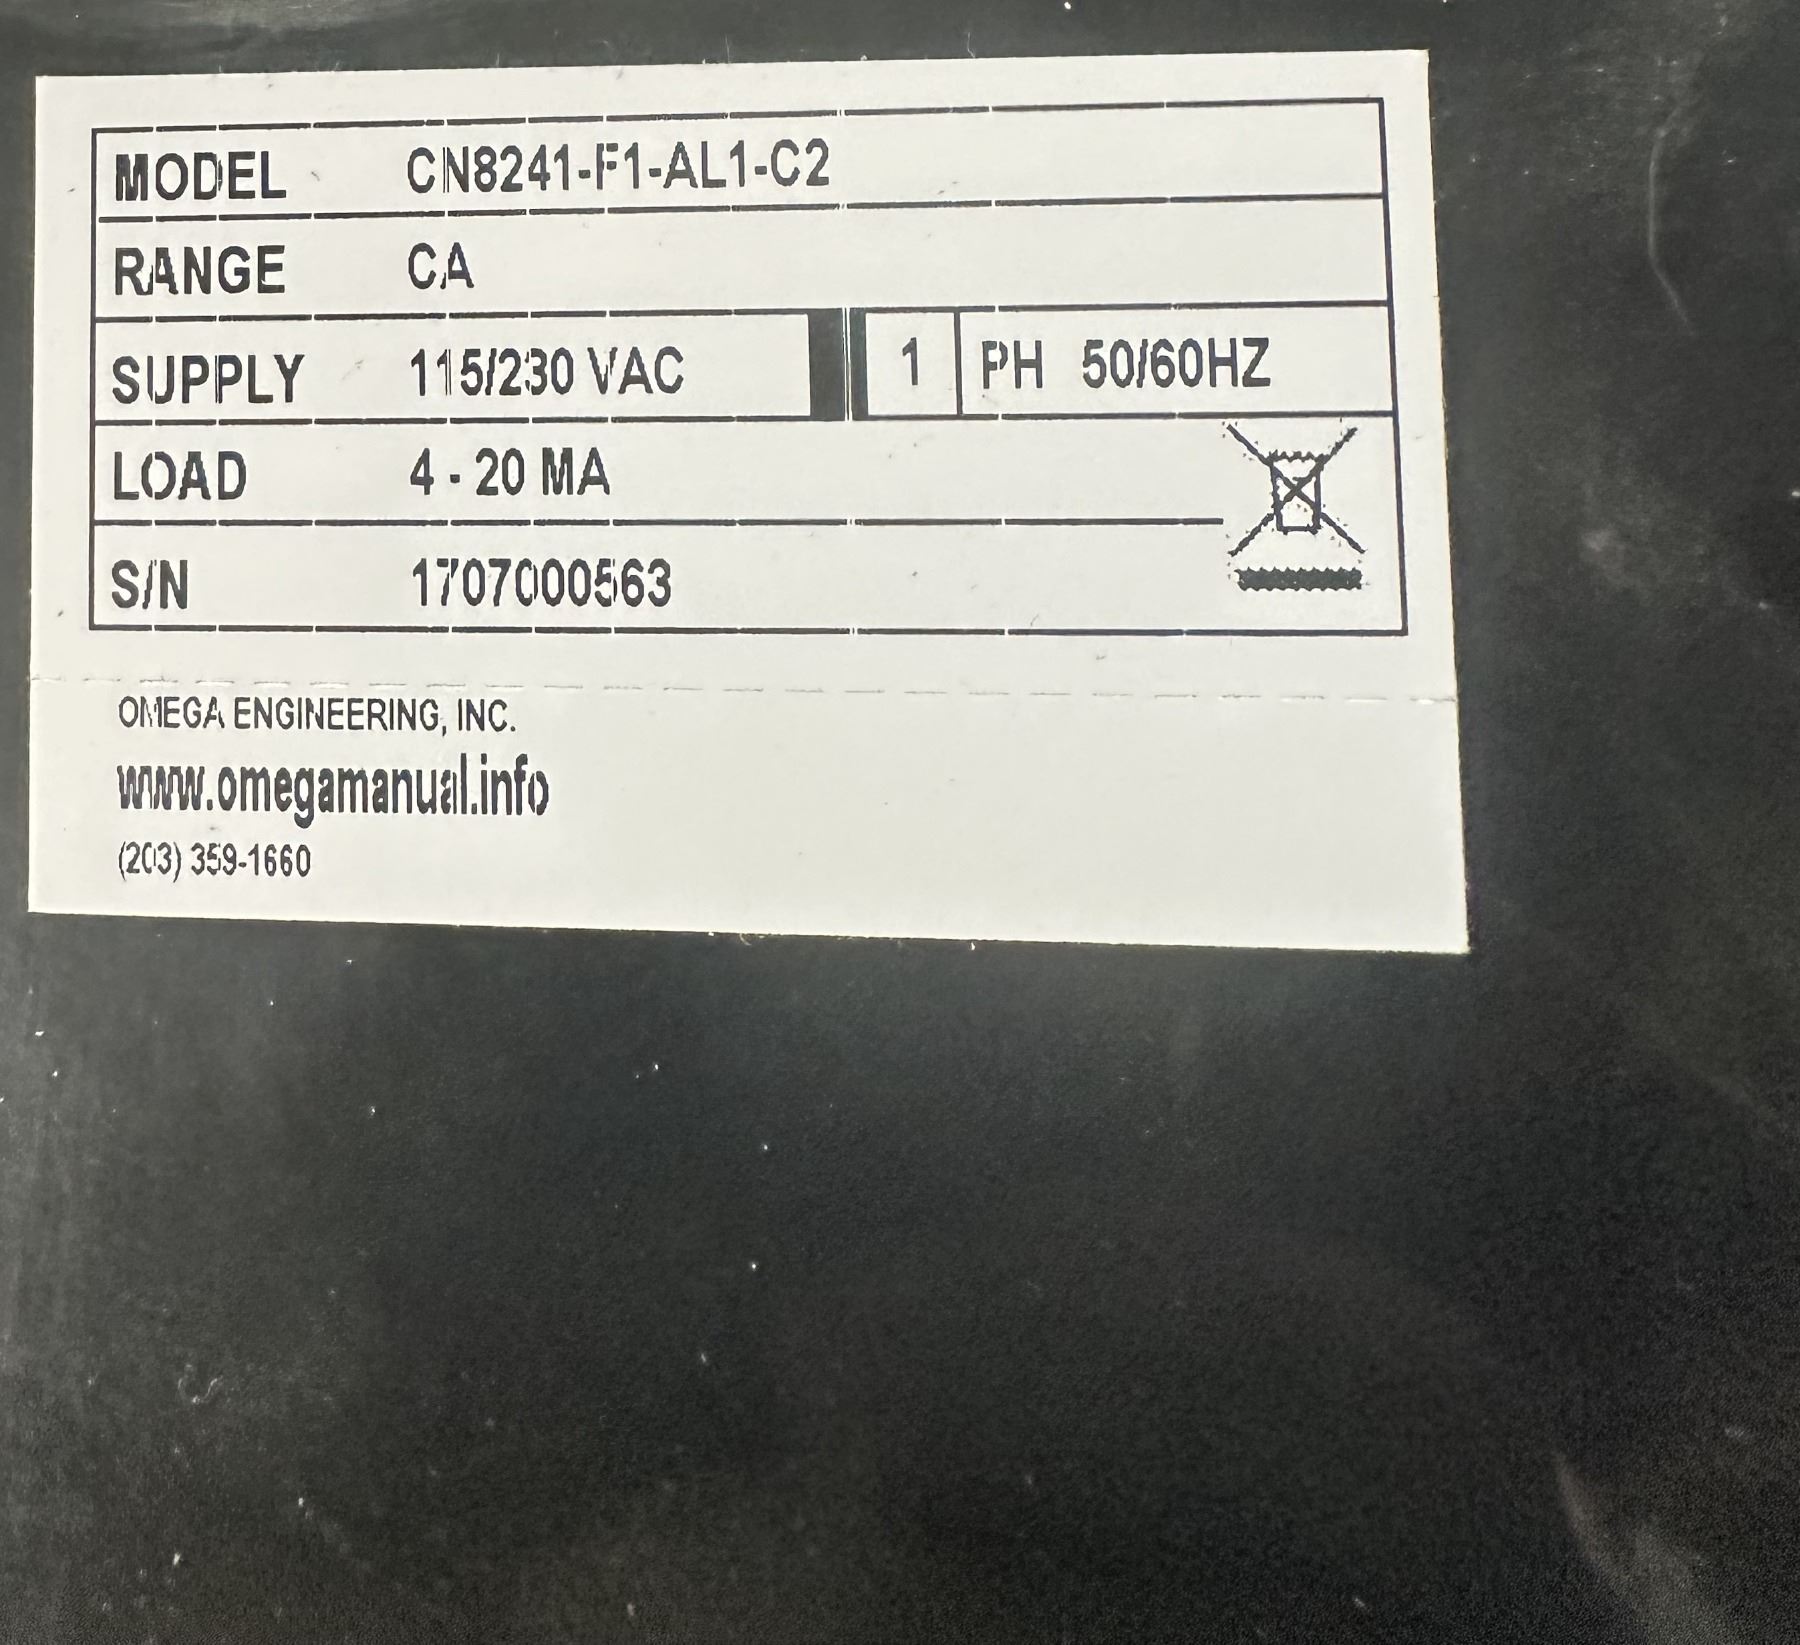 MODEL CN8241-F1-AL1-C2
RANGE CA
SUPPLY 115/230 VAC 1 PH 50/60HZ
LOAD 4 - 20 MA
S/N 1707000563
OMEGA ENGINEERING, INC.
www.omegamanual.info
(203) 359-1660